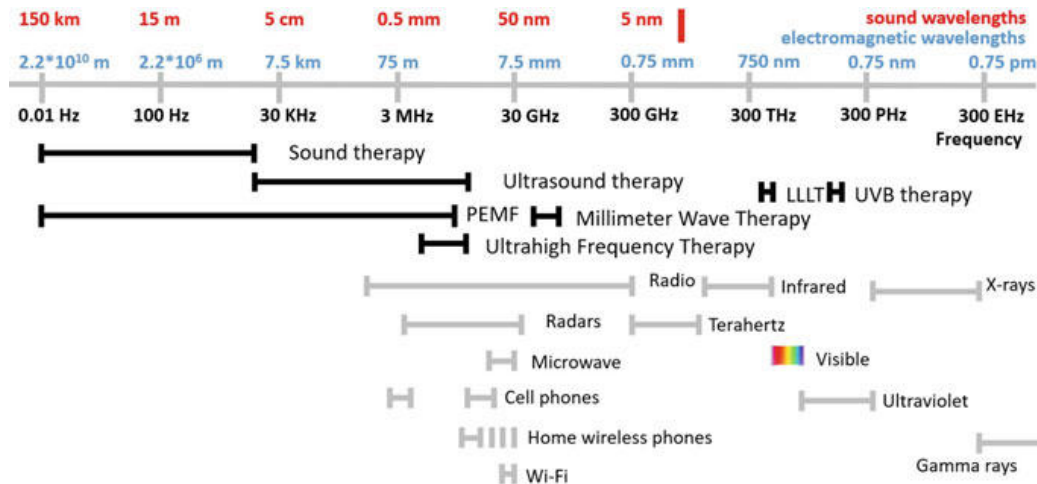 150 km 15 m 5 cm 0.5 mm 50 nm 5 nm sound wavelengths
electromagnetic wavelengths
2.2*10¹⁰ m 2.2*10⁶ m 7.5 km 75 m 7.5 mm 0.75 mm 750 nm 0.75 nm 0.75 pm
0.01 Hz 100 Hz 30 KHz 3 MHz 30 GHz 300 GHz 300 THz 300 PHz 300 EHz
Frequency
Sound therapy
Ultrasound therapy LLLT UVB therapy
PEMF Millimeter Wave Therapy
Ultrahigh Frequency Therapy
Radio Infrared X-rays
Radars Terahertz
Microwave Visible
Cell phones Ultraviolet
Home wireless phones
Gamma rays
Wi-Fi